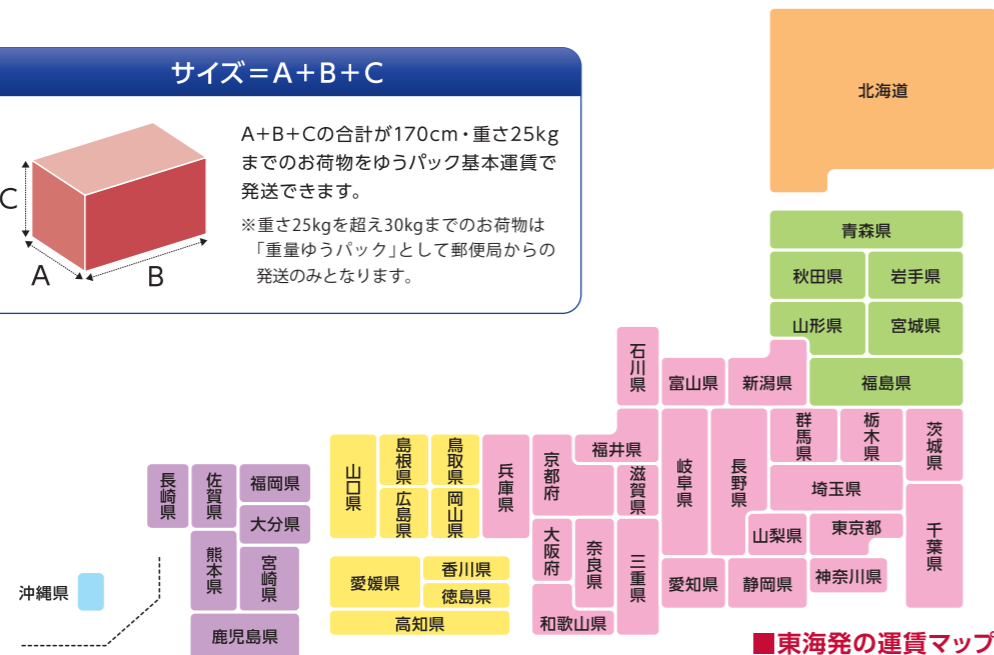 サイズ=A+B+C
A+B+Cの合計が170cm・重さ25kg
までのお荷物をゆうパック基本運賃で
発送できます。
※重さ25kgを超え30kgまでのお荷物は
「重量ゆうパック」として郵便局からの
発送のみとなります。
C
A
B
北海道
青森県
秋田県
岩手県
山形県
宮城県
福島県
石川県
富山県
新潟県
福井県
岐阜県
長野県
群馬県
栃木県
茨城県
埼玉県
山梨県
東京都
千葉県
愛知県
静岡県
神奈川県
京都府
滋賀県
兵庫県
大阪府
奈良県
三重県
和歌山県
山口県
島根県
鳥取県
広島県
岡山県
愛媛県
香川県
徳島県
高知県
長崎県
佐賀県
福岡県
大分県
熊本県
宮崎県
鹿児島県
沖縄県
■東海発の運賃マップ